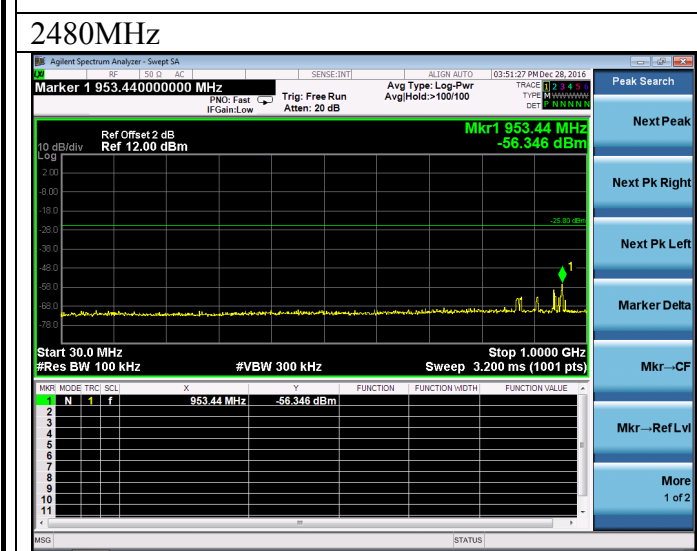 2480MHz
Agilent Spectrum Analyzer - Swept SA
LXI RF 50 Ω AC SENSE:INT ALIGN AUTO 03:51:27 PM Dec 28, 2016
Marker 1 953.440000000 MHz
PNO: Fast
IFGain:Low
Trig: Free Run
Atten: 20 dB
Avg Type: Log-Pwr
Avg|Hold:>100/100
TRACE 1 2 3 4 5 6
TYPE M WWWWW
DET P N N N N N
Peak Search
Next Peak
Next Pk Right
Next Pk Left
Marker Delta
Mkr→CF
Mkr→Ref Lvl
More
1 of 2
Ref Offset 2 dB
10 dB/div Ref 12.00 dBm
Log
Mkr1 953.44 MHz
-56.346 dBm
2.00
-8.00
-18.0
-25.80 dBm
-28.0
-38.0
-48.0
1
-58.0
-68.0
-78.0
Start 30.0 MHz Stop 1.0000 GHz
#Res BW 100 kHz #VBW 300 kHz Sweep 3.200 ms (1001 pts)
MKR MODE TRC SCL X Y FUNCTION FUNCTION WIDTH FUNCTION VALUE
1 N 1 f 953.44 MHz -56.346 dBm
2
3
4
5
6
7
8
9
10
11
MSG STATUS